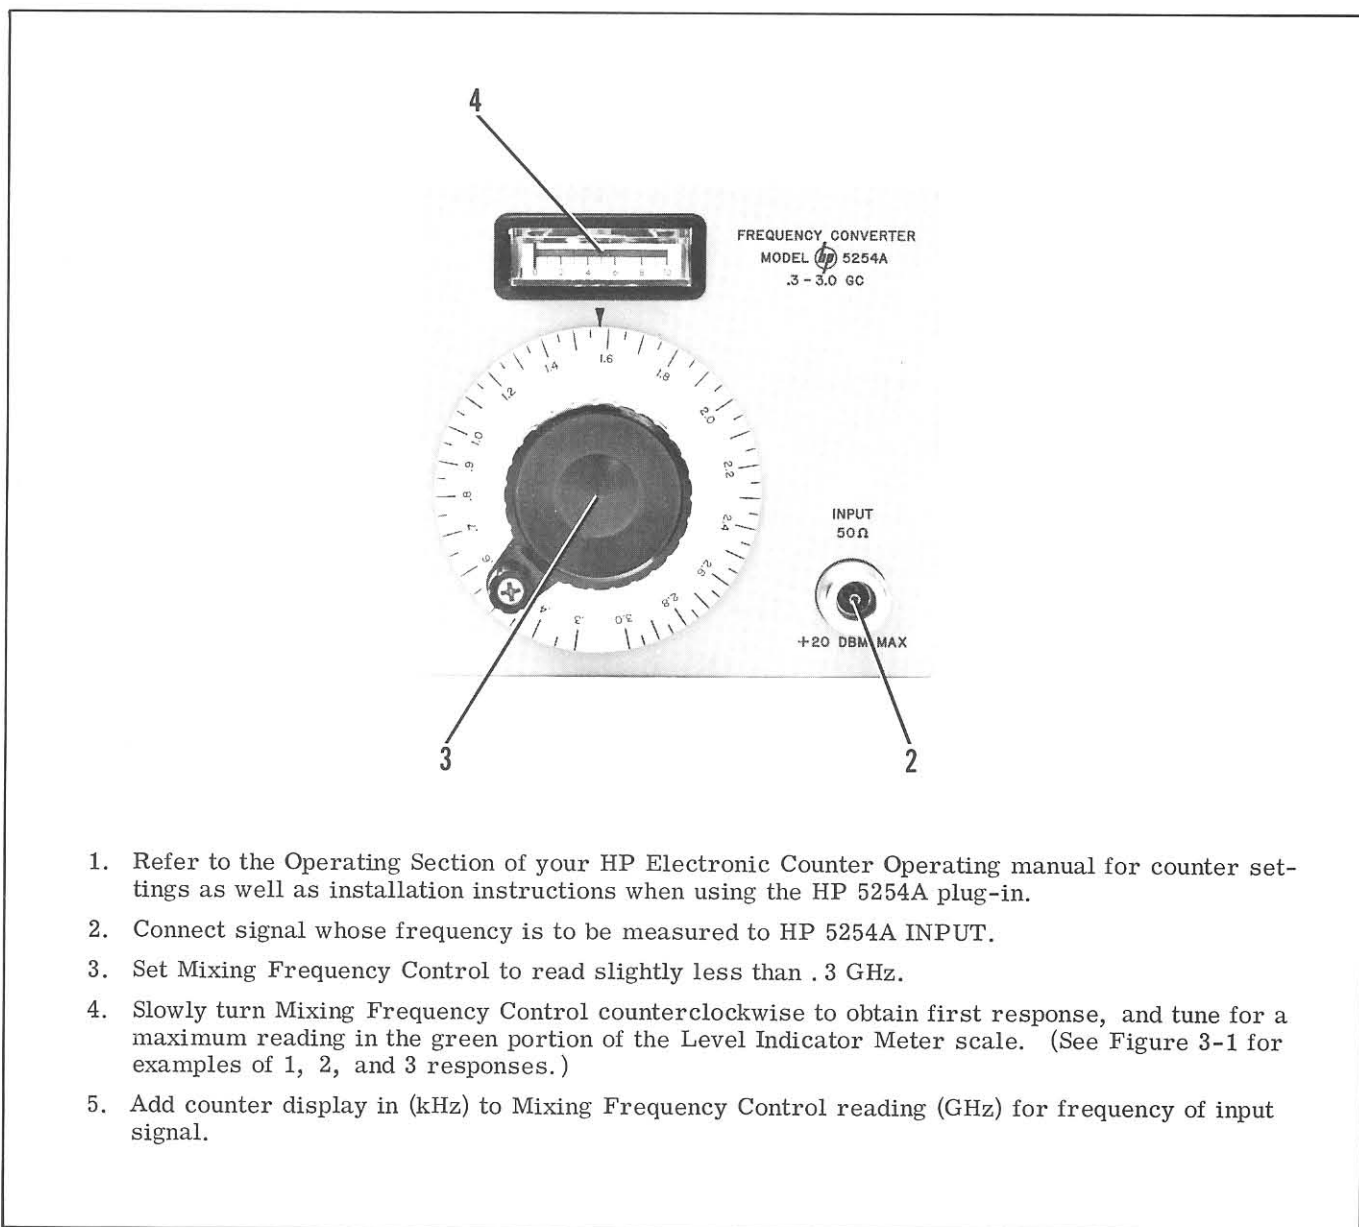 4
FREQUENCY CONVERTER
MODEL hp 5254A
.3 - 3.0 GC
0 2 4 6 8 10
1.6
1.8
2.0
2.2
2.4
2.6
2.8
3.0
.3
.4
.6
.7
.8
.9
1.0
1.2
1.4
INPUT
50Ω
+20 DBM MAX
3
2
1. Refer to the Operating Section of your HP Electronic Counter Operating manual for counter set-
tings as well as installation instructions when using the HP 5254A plug-in.
2. Connect signal whose frequency is to be measured to HP 5254A INPUT.
3. Set Mixing Frequency Control to read slightly less than .3 GHz.
4. Slowly turn Mixing Frequency Control counterclockwise to obtain first response, and tune for a
maximum reading in the green portion of the Level Indicator Meter scale. (See Figure 3-1 for
examples of 1, 2, and 3 responses.)
5. Add counter display in (kHz) to Mixing Frequency Control reading (GHz) for frequency of input
signal.